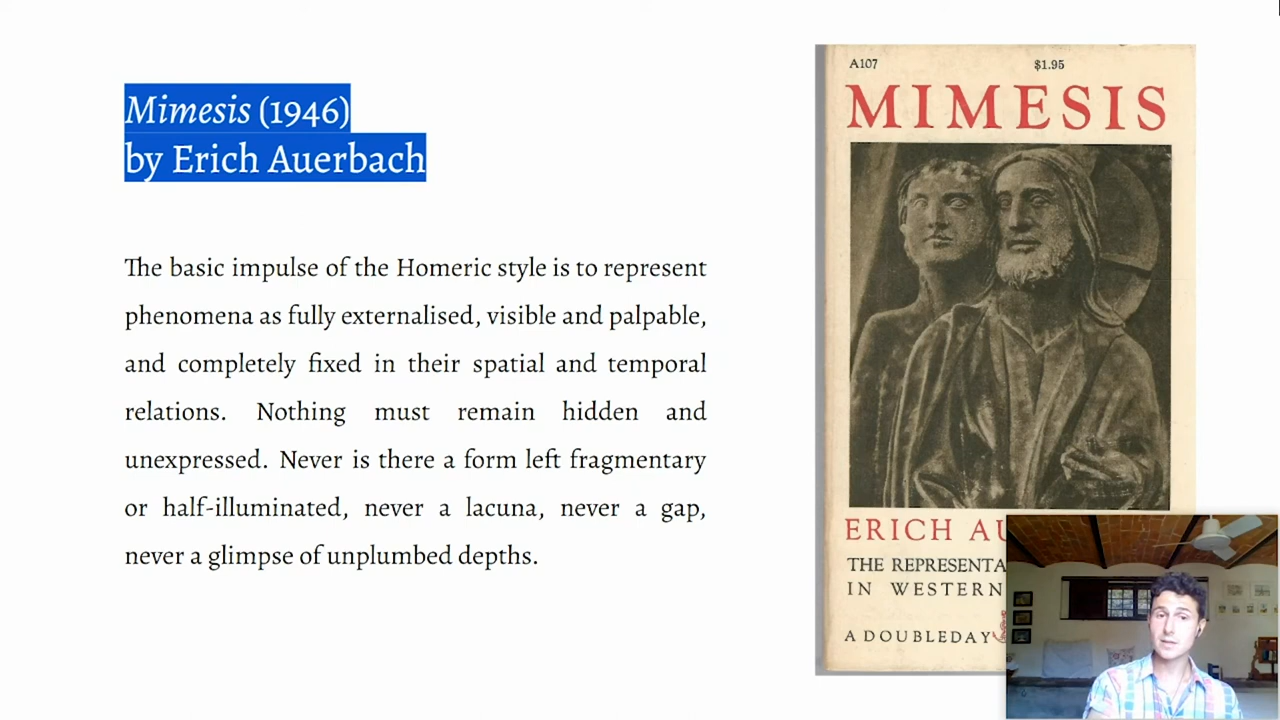 Mimesis (1946)
by Erich Auerbach
The basic impulse of the Homeric style is to represent
phenomena as fully externalised, visible and palpable,
and completely fixed in their spatial and temporal
relations. Nothing must remain hidden and
unexpressed. Never is there a form left fragmentary
or half-illuminated, never a lacuna, never a gap,
never a glimpse of unplumbed depths.
A107 $1.95
MIMESIS
ERICH AU
THE REPRESENTA
IN WESTERN
A DOUBLEDAY